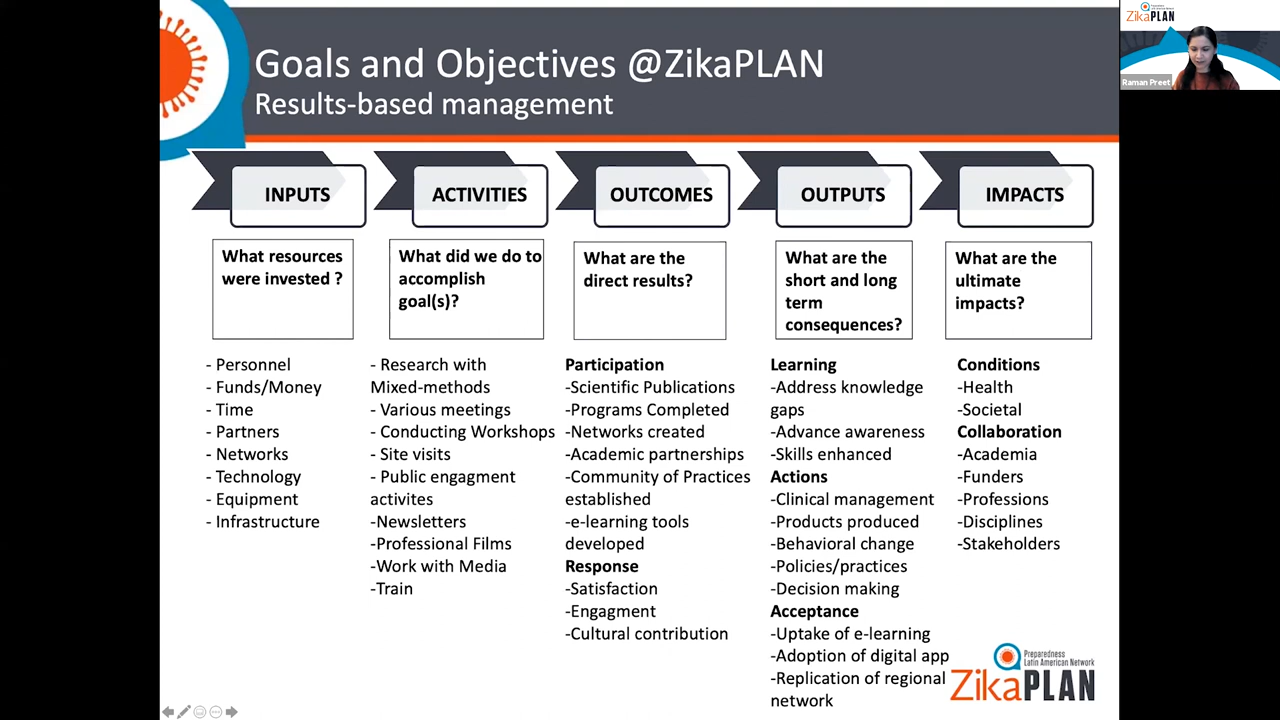 Goals and Objectives @ZikaPLAN
Results-based management
INPUTS
ACTIVITIES
OUTCOMES
OUTPUTS
IMPACTS
What resources
were invested ?
What did we do to
accomplish
goal(s)?
What are the
direct results?
What are the
short and long
term
consequences?
What are the
ultimate
impacts?
- Personnel
- Funds/Money
- Time
- Partners
- Networks
- Technology
- Equipment
- Infrastructure
- Research with
Mixed-methods
- Various meetings
- Conducting Workshops
- Site visits
- Public engagment
activites
-Newsletters
-Professional Films
-Work with Media
-Train
Participation
-Scientific Publications
-Programs Completed
-Networks created
-Academic partnerships
-Community of Practices
established
-e-learning tools
developed
Response
-Satisfaction
-Engagment
-Cultural contribution
Learning
-Address knowledge
gaps
-Advance awareness
-Skills enhanced
Actions
-Clinical management
-Products produced
-Behavioral change
-Policies/practices
-Decision making
Acceptance
-Uptake of e-learning
-Adoption of digital app
-Replication of regional
network
Conditions
-Health
-Societal
Collaboration
-Academia
-Funders
-Professions
-Disciplines
-Stakeholders
Preparedness
Latin American Network
ZikaPLAN
ZikaPLAN
Raman Preet